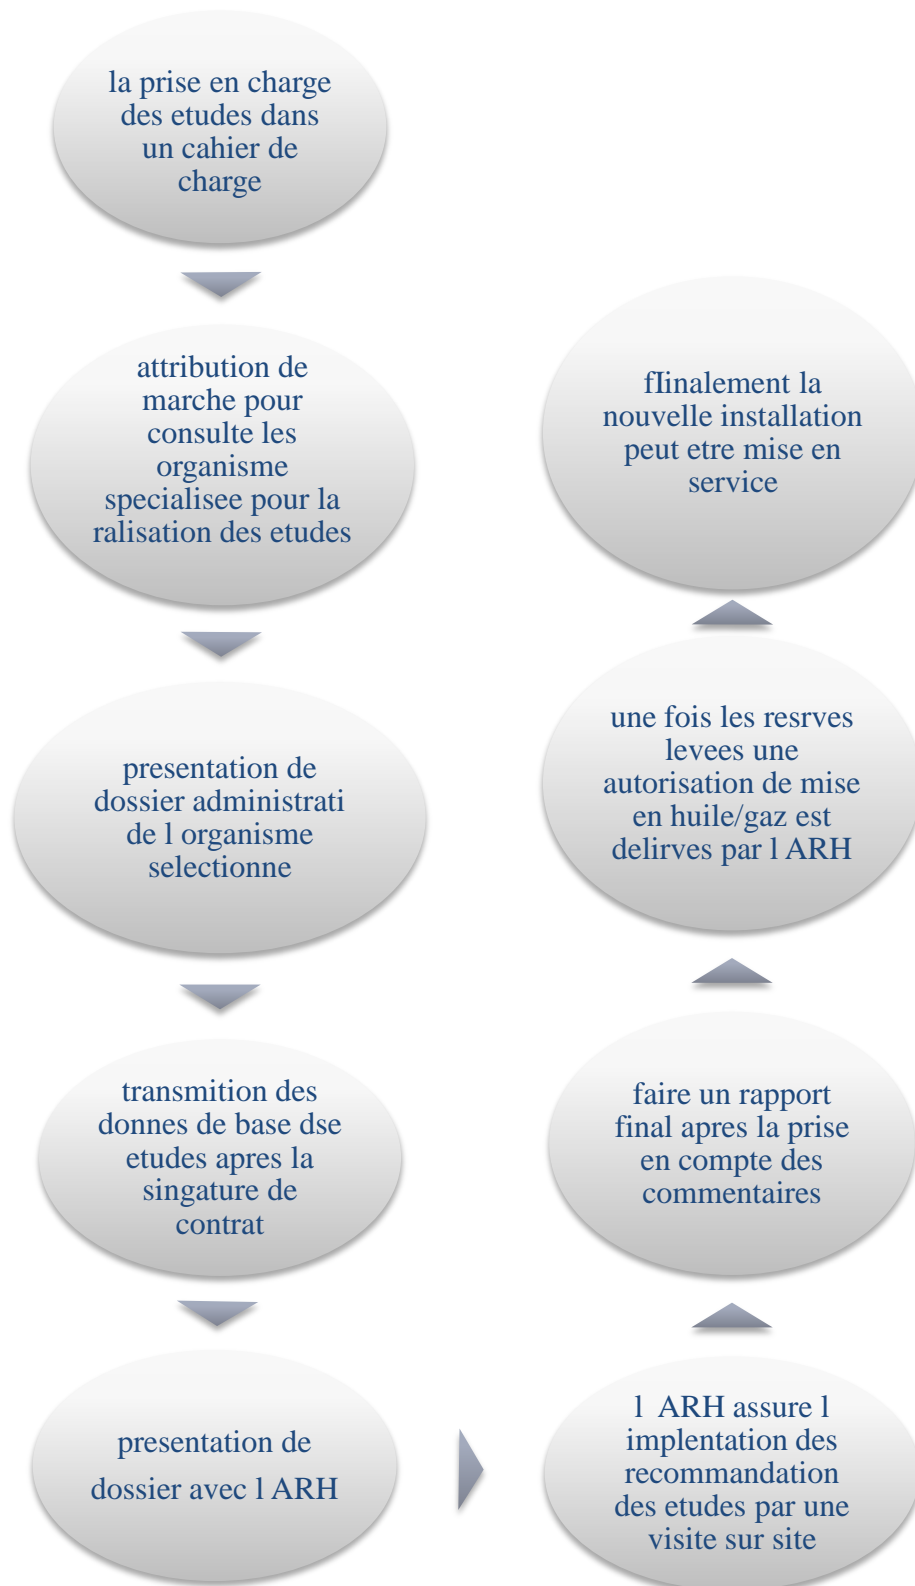 la prise en charge
des etudes dans
un cahier de
charge
attribution de
marche pour
consulte les
organisme
specialisee pour la
ralisation des etudes
presentation de
dossier administrati
de l organisme
selectionne
transmition des
donnes de base dse
etudes apres la
singature de
contrat
presentation de
dossier avec l ARH
l ARH assure l
implentation des
recommandation
des etudes par une
visite sur site
faire un rapport
final apres la prise
en compte des
commentaires
une fois les resrves
levees une
autorisation de mise
en huile/gaz est
delirves par l ARH
flinalement la
nouvelle installation
peut etre mise en
service